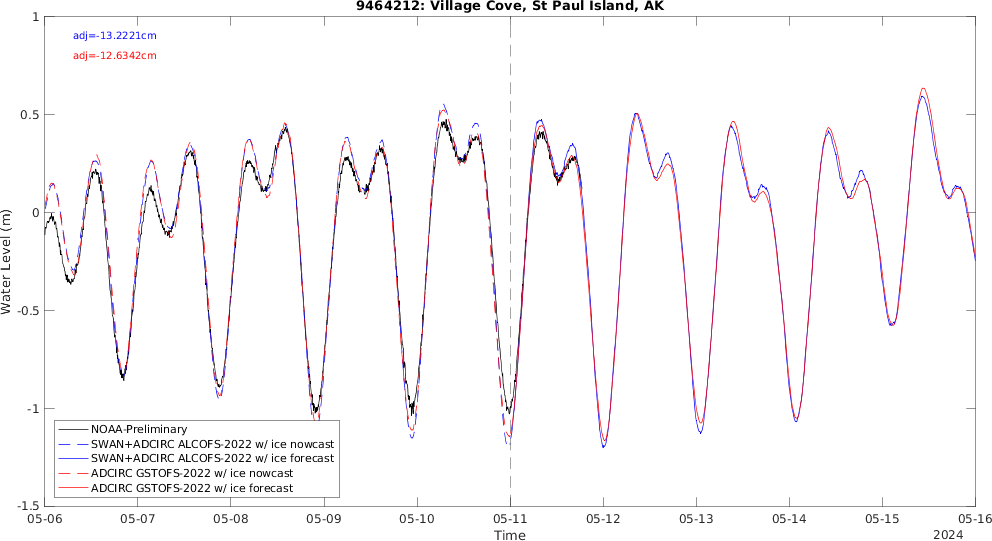 9464212: Village Cove, St Paul Island, AK
adj=-13.2221cm
adj=-12.6342cm
1
0.5
0
-0.5
-1
-1.5
Water Level (m)
NOAA-Preliminary
SWAN+ADCIRC ALCOFS-2022 w/ ice nowcast
SWAN+ADCIRC ALCOFS-2022 w/ ice forecast
ADCIRC GSTOFS-2022 w/ ice nowcast
ADCIRC GSTOFS-2022 w/ ice forecast
05-06 05-07 05-08 05-09 05-10 05-11 05-12 05-13 05-14 05-15 05-16
Time
2024